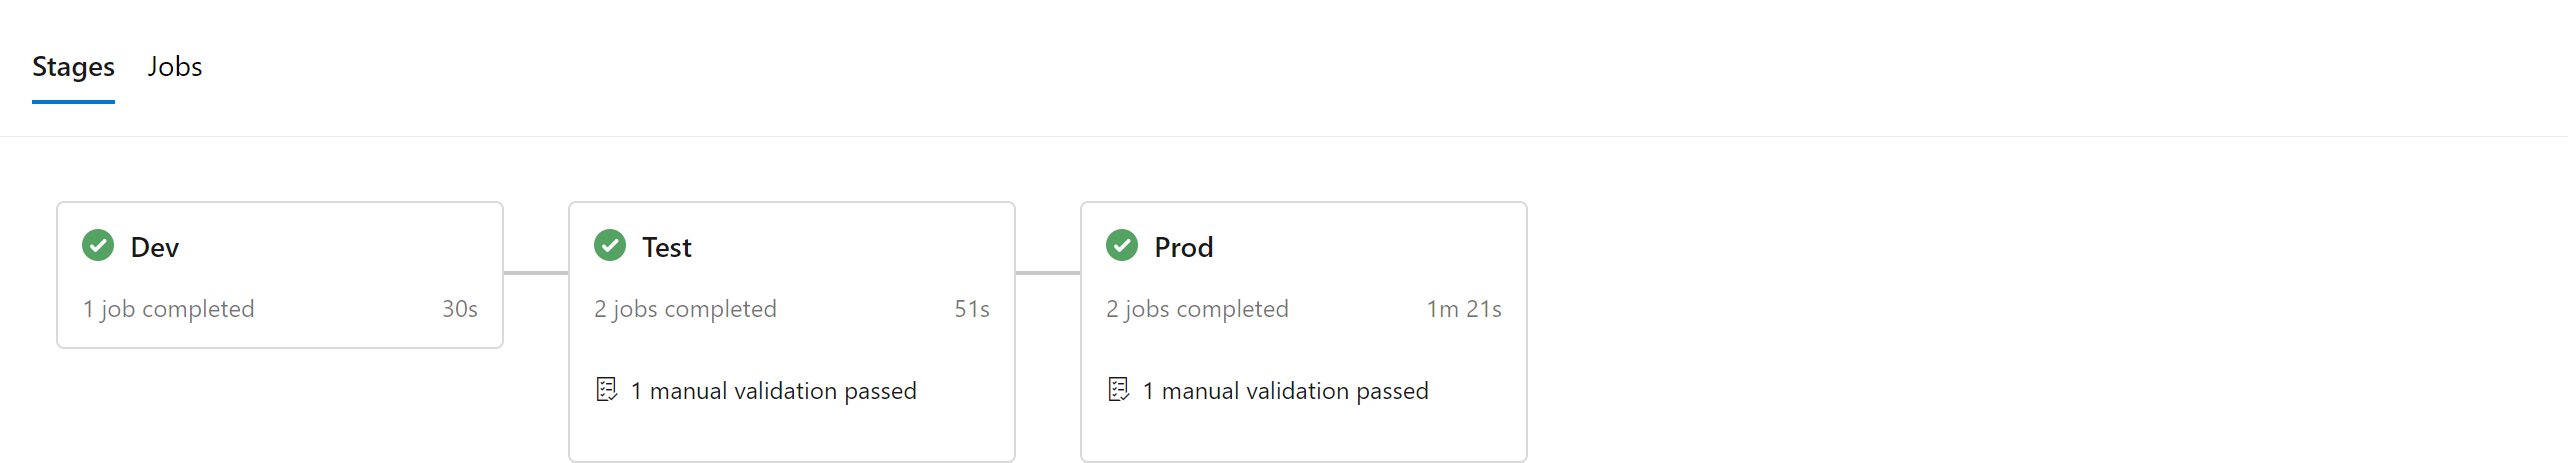 Stages Jobs
Dev
1 job completed 30s
Test
2 jobs completed 51s
1 manual validation passed
Prod
2 jobs completed 1m 21s
1 manual validation passed